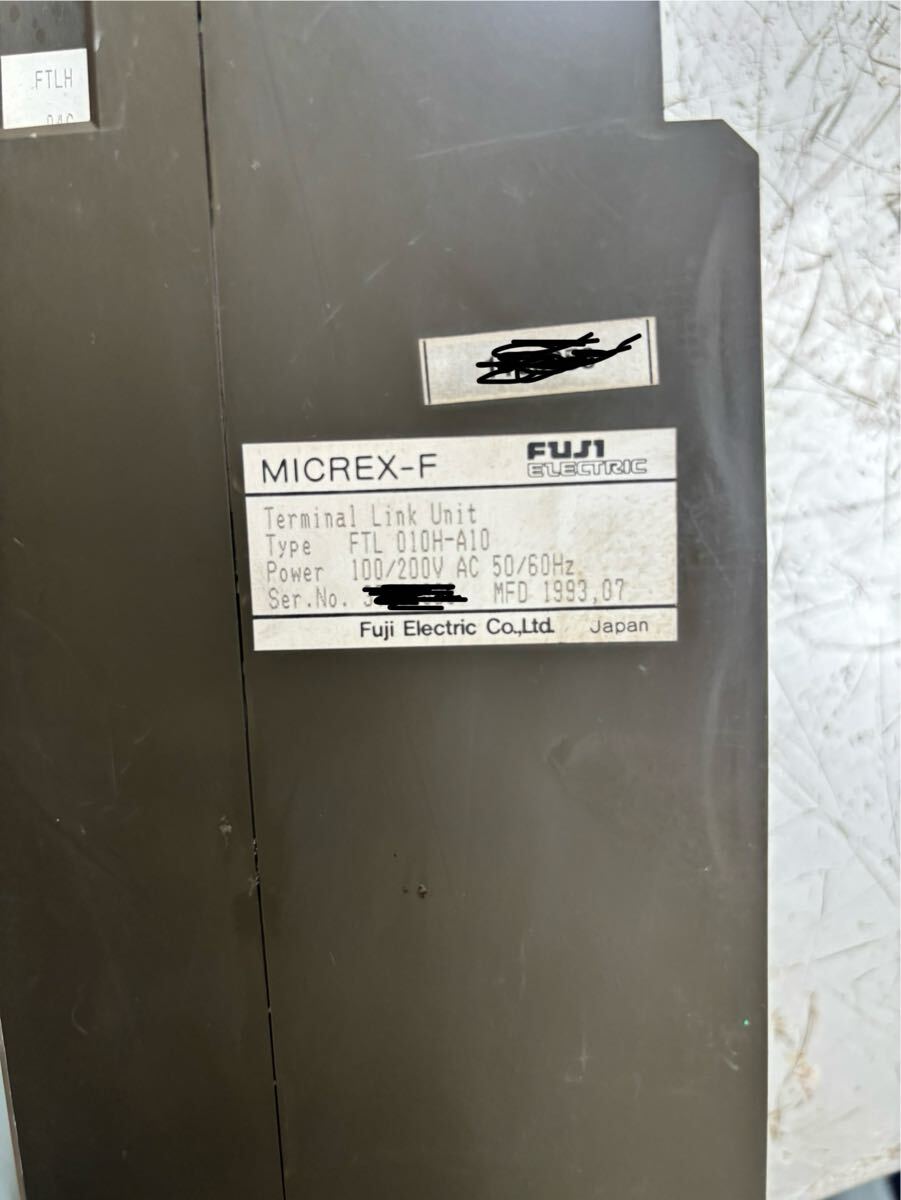 FTLH
MICREX-F
FUJI
ELECTRIC
Terminal Link Unit
Type FTL 010H-A10
Power 100/200V AC 50/60Hz
Ser.No. MFD 1993,07
Fuji Electric Co.,Ltd. Japan